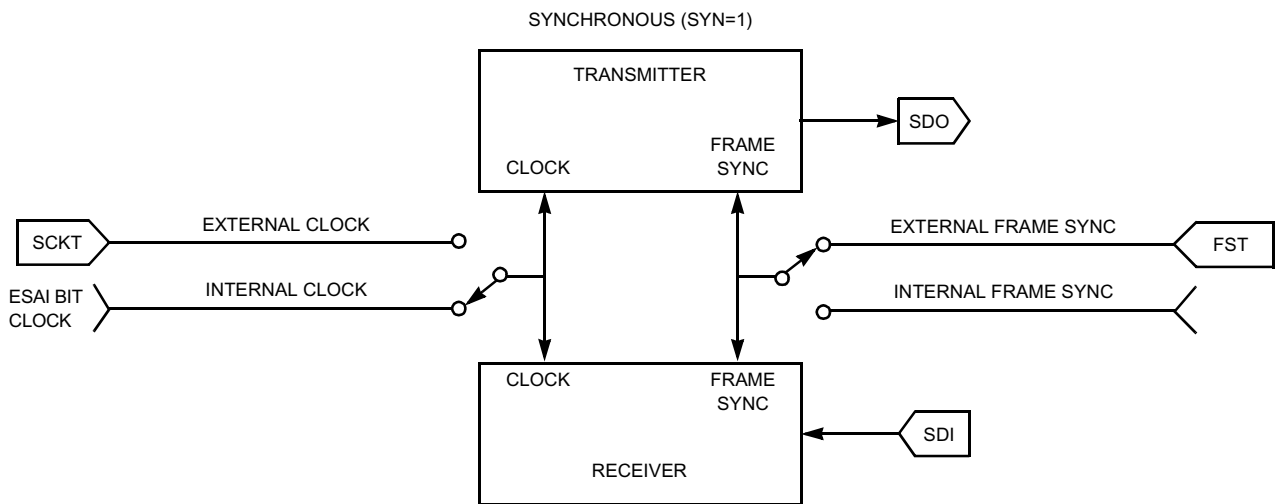 SYNCHRONOUS (SYN=1)
TRANSMITTER
SDO
CLOCK
FRAME
SYNC
SCKT
EXTERNAL CLOCK
EXTERNAL FRAME SYNC
FST
ESAI BIT
CLOCK
INTERNAL CLOCK
INTERNAL FRAME SYNC
CLOCK
FRAME
SYNC
SDI
RECEIVER